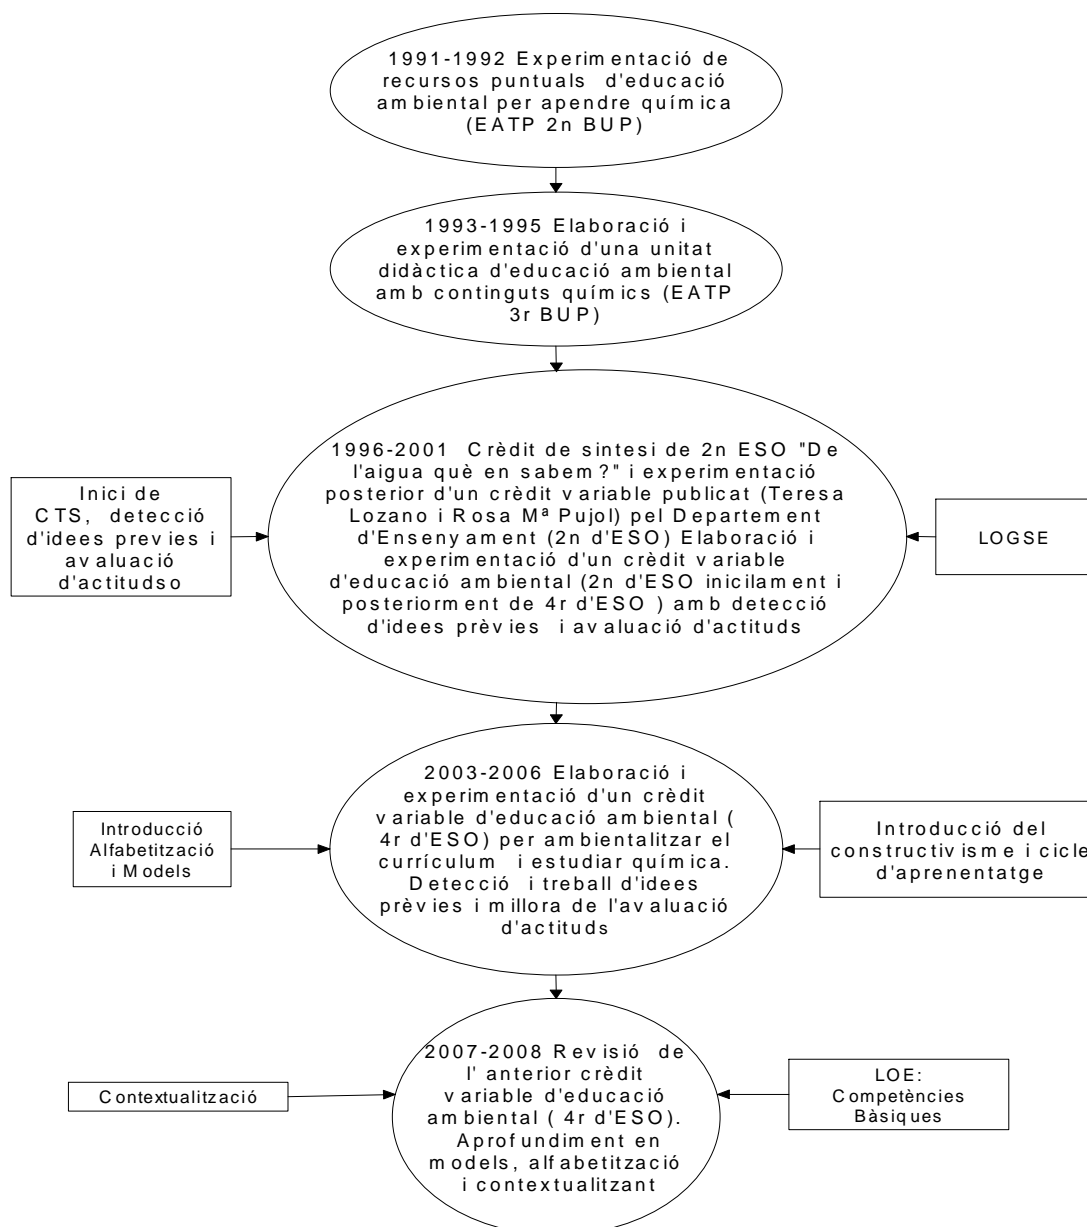 1991-1992 Experimentació de
recursos puntuals d'educació
ambiental per apendre química
(EATP 2n BUP)
1993-1995 Elaboració i
experimentació d'una unitat
didàctica d'educació ambiental
amb continguts químics (EATP
3r BUP)
1996-2001 Crèdit de sintesi de 2n ESO "De
l'aigua què en sabem?" i experimentació
posterior d'un crèdit variable publicat (Teresa
Lozano i Rosa Mª Pujol) pel Departement
d'Ensenyament (2n d'ESO) Elaboració i
experimentació d'un crèdit variable
d'educació ambiental (2n d'ESO inicilament i
posteriorment de 4r d'ESO ) amb detecció
d'idees prèvies i avaluació d'actituds
Inici de
CTS, detecció
d'idees previes i
avaluació
d'actitudso
LOGSE
2003-2006 Elaboració i
experimentació d'un crèdit
variable d'educació ambiental (
4r d'ESO) per ambientalitzar el
currículum i estudiar química.
Detecció i treball d'idees
prèvies i millora de l'avaluació
d'actituds
Introducció
Alfabetització
i Models
Introducció del
constructivisme i cicle
d'aprenentatge
2007-2008 Revisió de
l' anterior crèdit
variable d'educació
ambiental ( 4r d'ESO).
Aprofundiment en
models, alfabetització
i contextualitzant
Contextualització
LOE:
Competències
Bàsiques